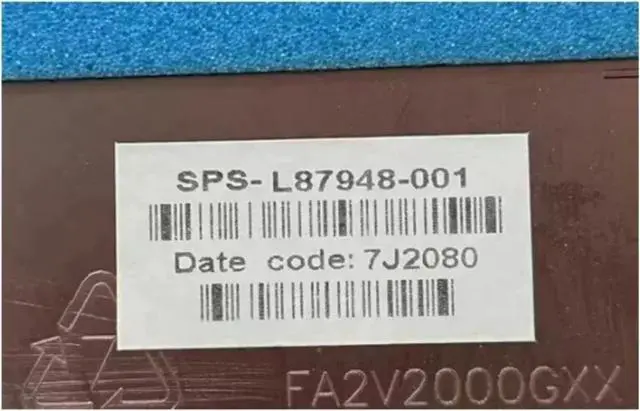 SPS- L87948-001
Date code: 7J2080
FA2V2000GXX